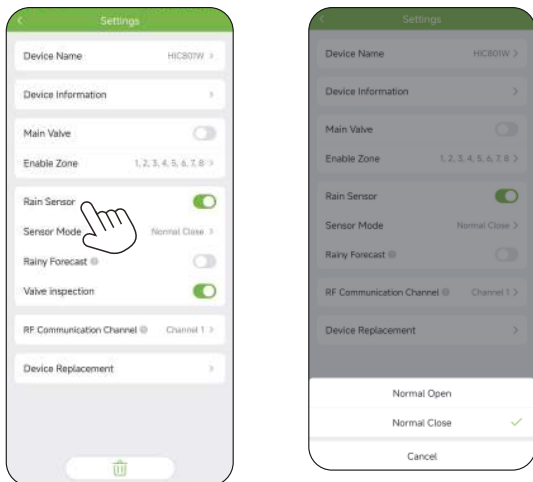 Settings
Device Name HIC801W >
Device Information >
Main Valve
Enable Zone 1, 2, 3, 4, 5, 6, 7, 8 >
Rain Sensor
Sensor Mode Normal Close >
Rainy Forecast
Valve inspection
RF Communication Channel Channel 1 >
Device Replacement >
Settings
Device Name HIC801W >
Device Information >
Main Valve
Enable Zone 1, 2, 3, 4, 5, 6, 7, 8 >
Rain Sensor
Sensor Mode Normal Close >
Rainy Forecast
RF Communication Channel Channel 1 >
Device Replacement >
Normal Open
Normal Close
Cancel